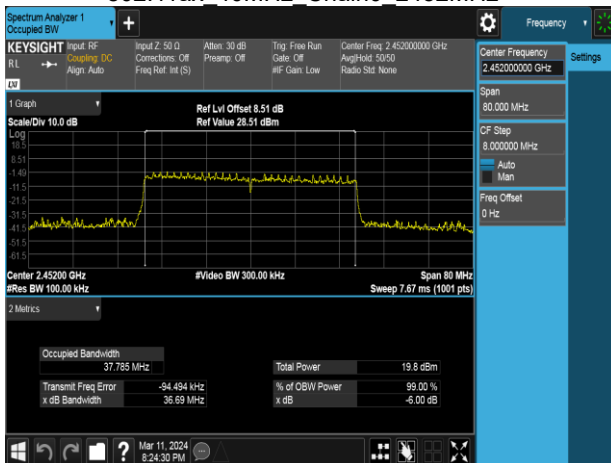 Spectrum Analyzer 1
Occupied BW
+
Frequency
KEYSIGHT
RL
LXI
Input: RF
Coupling: DC
Align: Auto
Input Z: 50 Ω
Corrections: Off
Freq Ref: Int (S)
Atten: 30 dB
Preamp: Off
Trig: Free Run
Gate: Off
#IF Gain: Low
Center Freq: 2.452000000 GHz
Avg|Hold: 50/50
Radio Std: None
Center Frequency
2.452000000 GHz
Settings
Span
80.000 MHz
CF Step
8.000000 MHz
Auto
Man
Freq Offset
0 Hz
1 Graph
Scale/Div 10.0 dB
Ref Lvl Offset 8.51 dB
Ref Value 28.51 dBm
Log
18.5
8.51
-1.49
-11.5
-21.5
-31.5
-41.5
-51.5
-61.5
Center 2.45200 GHz
#Res BW 100.00 kHz
#Video BW 300.00 kHz
Span 80 MHz
Sweep 7.67 ms (1001 pts)
2 Metrics
Occupied Bandwidth
37.785 MHz
Total Power 19.8 dBm
Transmit Freq Error -94.494 kHz
% of OBW Power 99.00 %
x dB Bandwidth 36.69 MHz
x dB -6.00 dB
?
Mar 11, 2024
8:24:30 PM